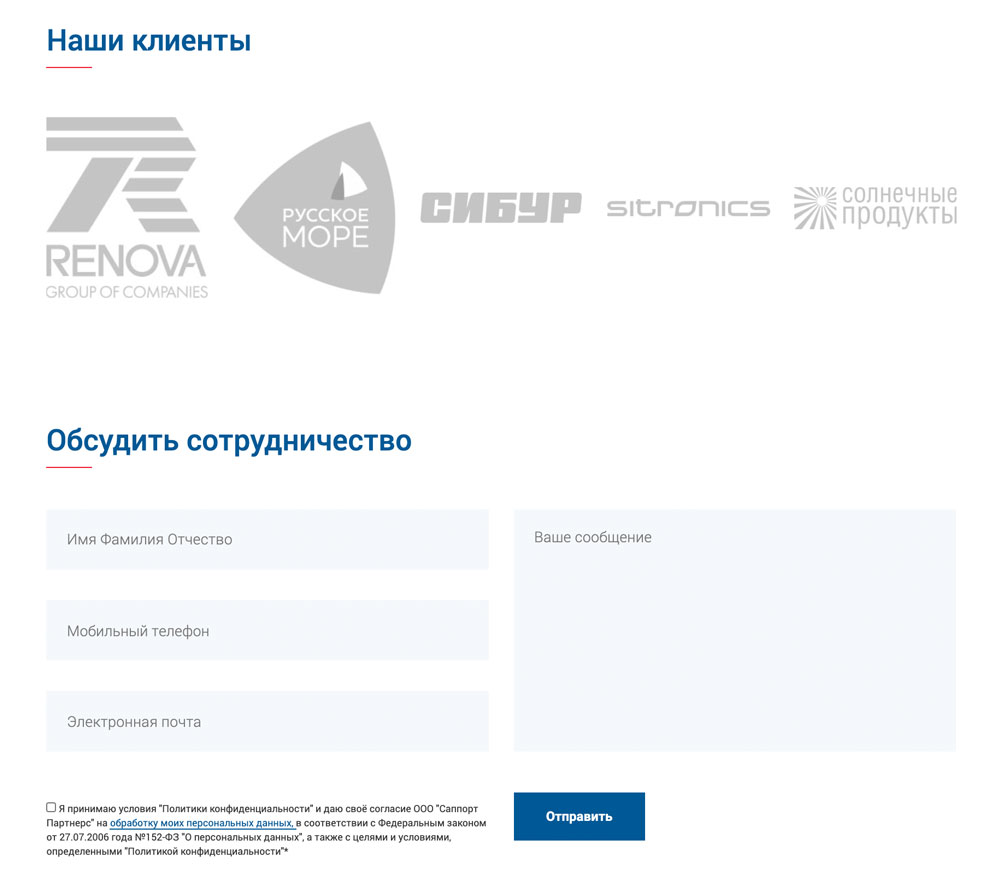 Наши клиенты
RENOVA
GROUP OF COMPANIES
РУССКОЕ
МОРЕ
СИБУР
sitronics
солнечные
продукты
Обсудить сотрудничество
Имя Фамилия Отчество
Ваше сообщение
Мобильный телефон
Электронная почта
Я принимаю условия "Политики конфиденциальности" и даю своё согласие ООО "Саппорт
Партнерс" на обработку моих персональных данных, в соответствии с Федеральным законом
от 27.07.2006 года №152-ФЗ "О персональных данных", а также с целями и условиями,
определенными "Политикой конфиденциальности"*
Отправить